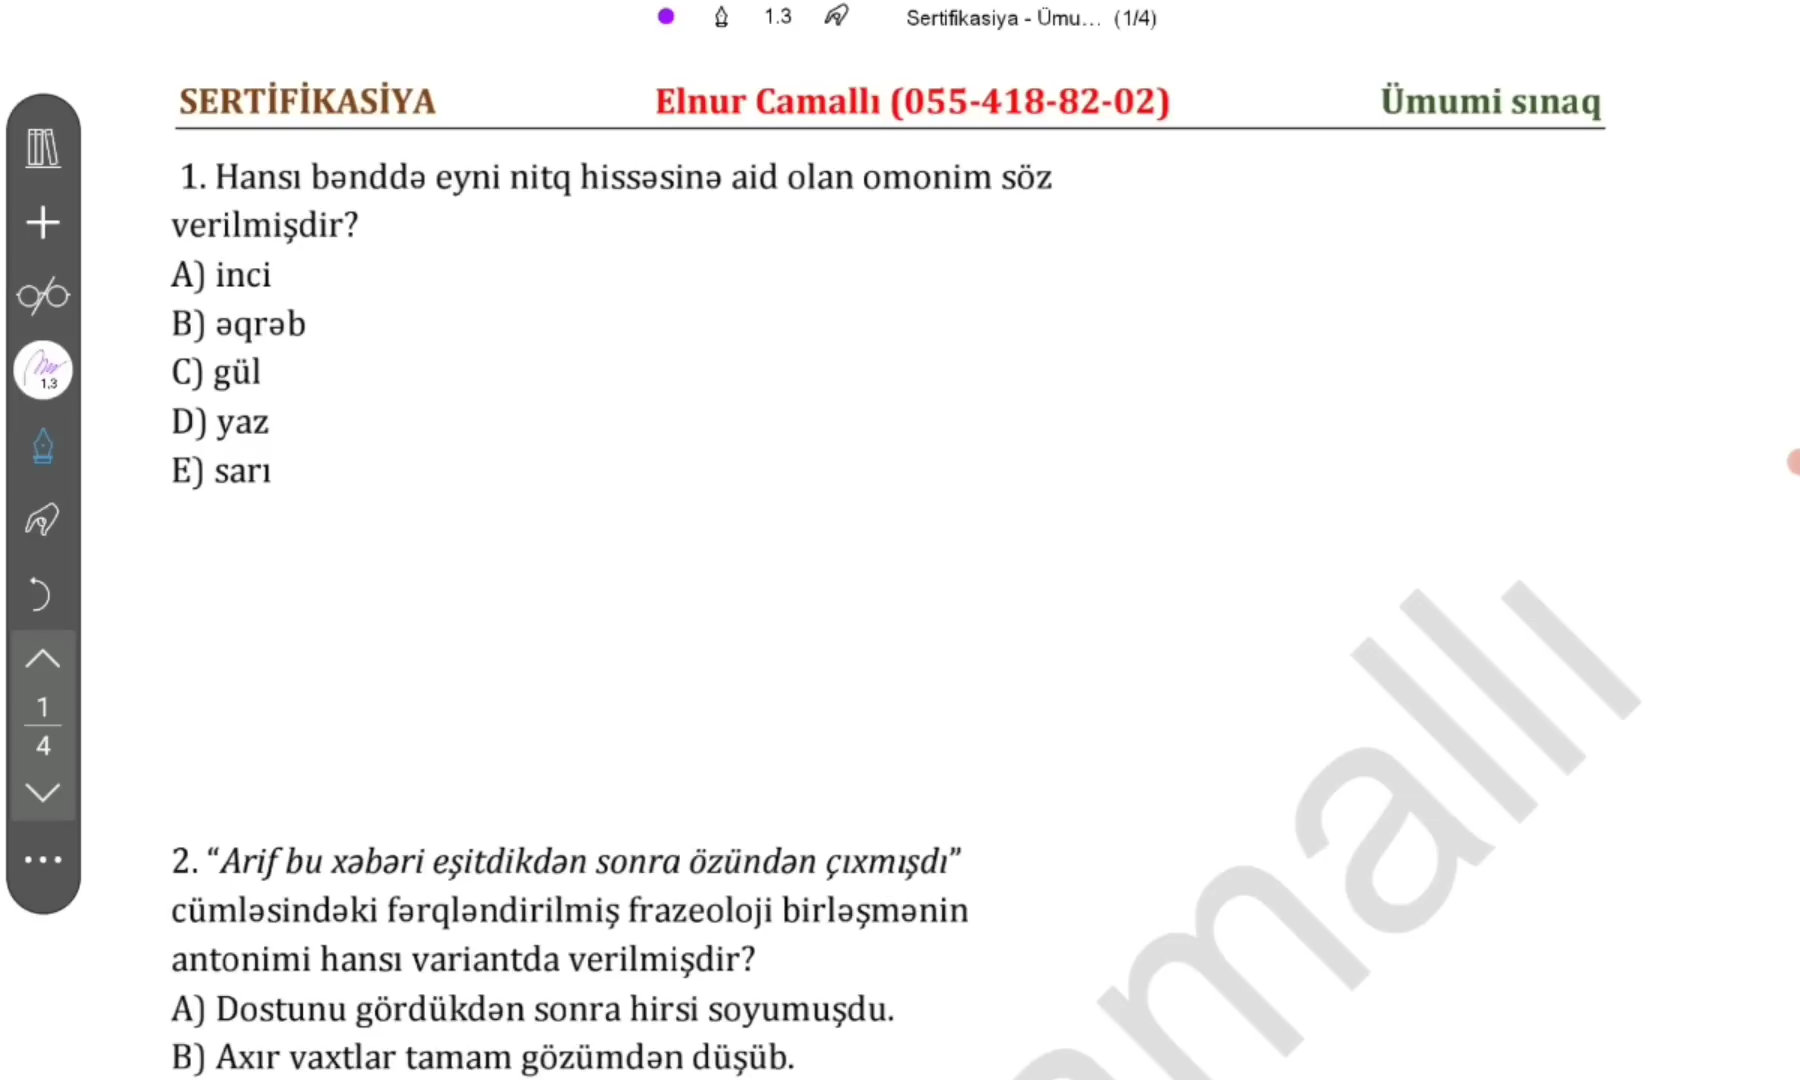 1.3 Sertifikasiya - Ümu... (1/4)
SERTİFİKASİYA Elnur Camallı (055-418-82-02) Ümumi sınaq
1. Hansı bənddə eyni nitq hissəsinə aid olan omonim söz
verilmişdir?
A) inci
B) əqrəb
C) gül
D) yaz
E) sarı
1.3
1
4
2. “Arif bu xəbəri eşitdikdən sonra özündən çıxmışdı”
cümləsindəki fərqləndirilmiş frazeoloji birləşmənin
antonimi hansı variantda verilmişdir?
A) Dostunu gördükdən sonra hirsi soyumuşdu.
B) Axır vaxtlar tamam gözümdən düşüb.
amallı